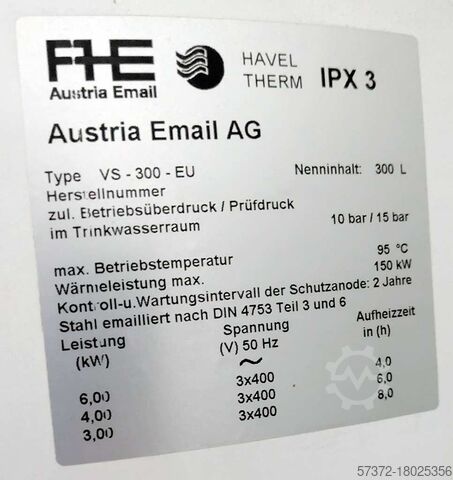 FHE
Austria Email
HAVEL
THERM
IPX 3
Austria Email AG
Type VS - 300 - EU Nenninhalt: 300 L
Herstellnummer
zul. Betriebsüberdruck / Prüfdruck
im Trinkwasserraum 10 bar / 15 bar
max. Betriebstemperatur 95 °C
Wärmeleistung max. 150 kW
Kontroll-u.Wartungsintervall der Schutzanode: 2 Jahre
Stahl emailliert nach DIN 4753 Teil 3 und 6
Leistung Spannung Aufheizzeit
(kW) (V) 50 Hz in (h)
~
6,00 3x400 4,0
4,00 3x400 6,0
3,00 3x400 8,0
57372-18025356